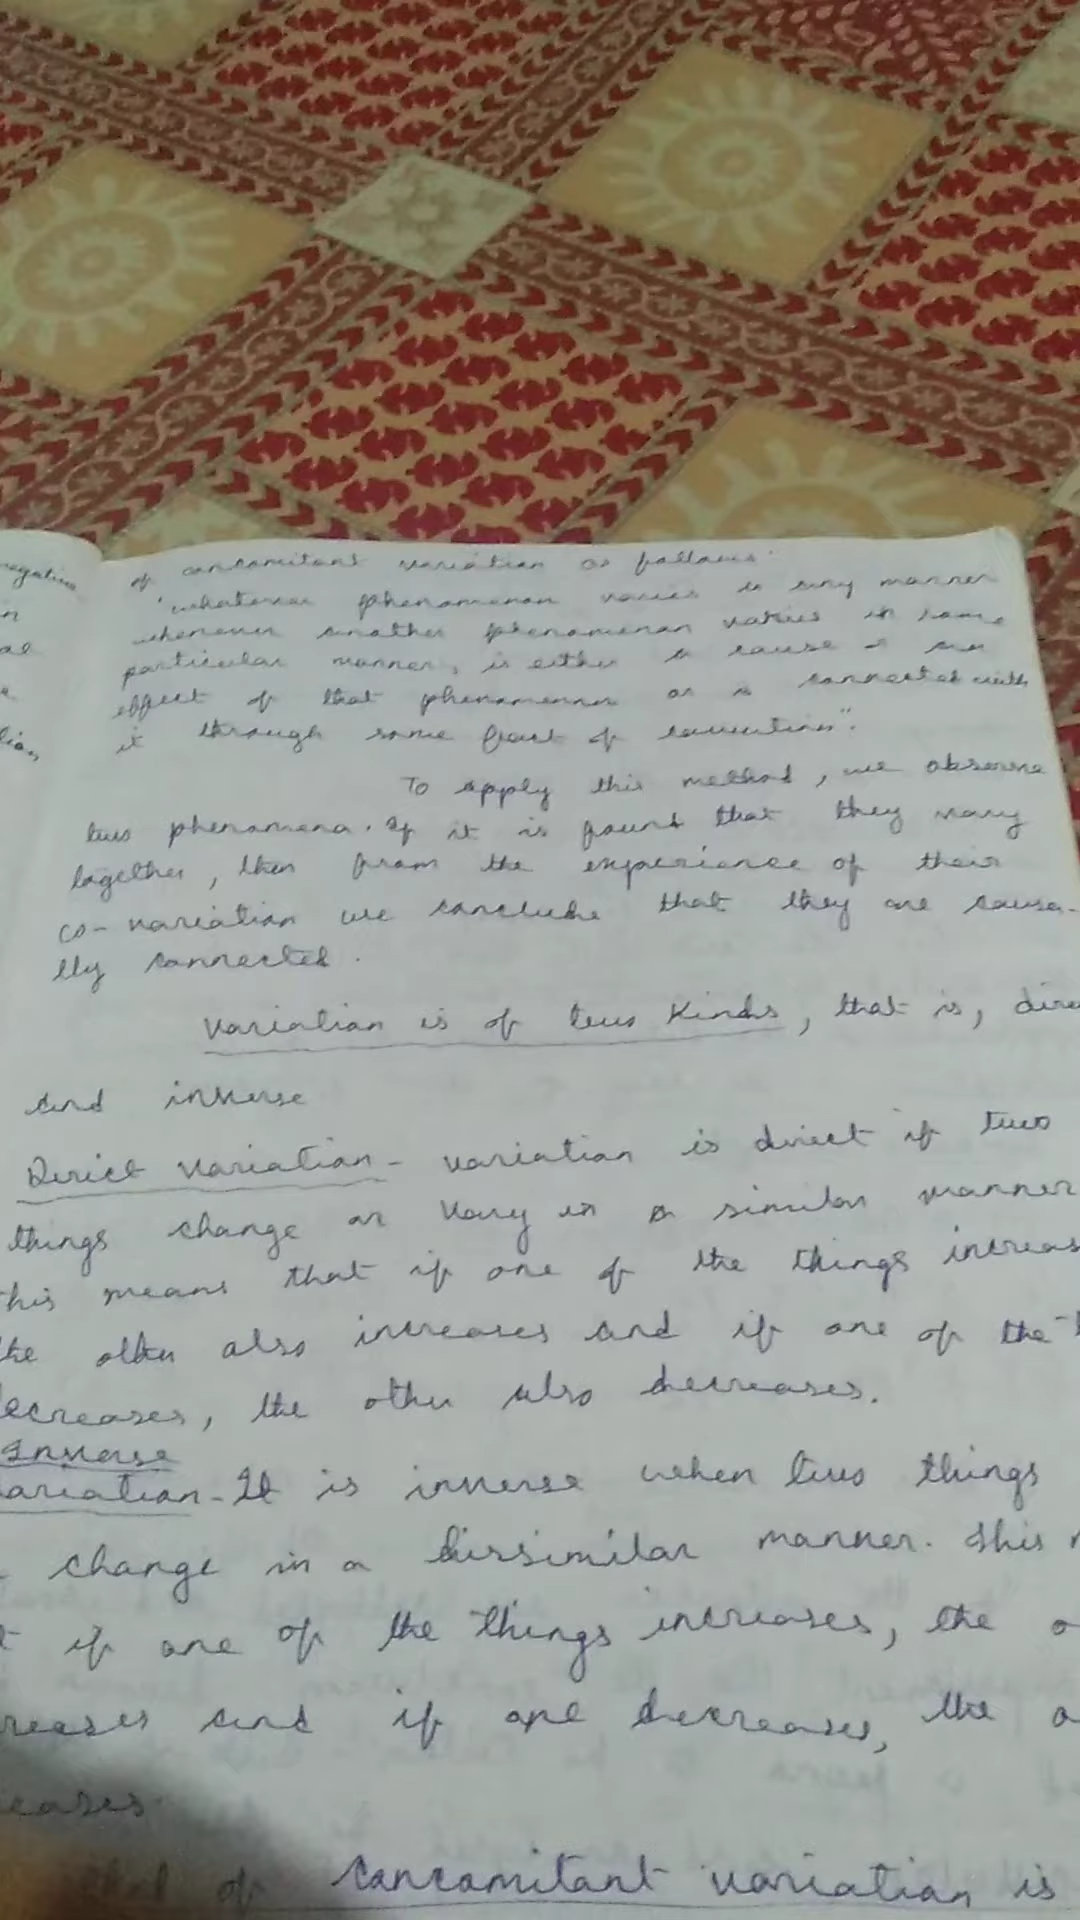 of concomitant variation as follows
"whatever phenomenon varies in any manner
whenever another phenomenon varies in some
particular manner, is either a cause or an
effect of that phenomenon or is connected with
it through some fact of causation".
To apply this method, we observe
two phenomena. If it is found that they vary
together, then from the experience of their
co-variation we conclude that they are causa-
lly connected.
Variation is of two kinds, that is, dire
and inverse
Derict variation - variation is direct if two
things change or vary in a similar manner
this means that if one of the things increas
the other also increases and if one of the
ecreases, the other also decreases.
Inverse
ariation - It is inverse when two things
change in a dissimilar manner. This
t if one of the things increases, the o
reases and if one decreases, the o
reases.
of concomitant variation is